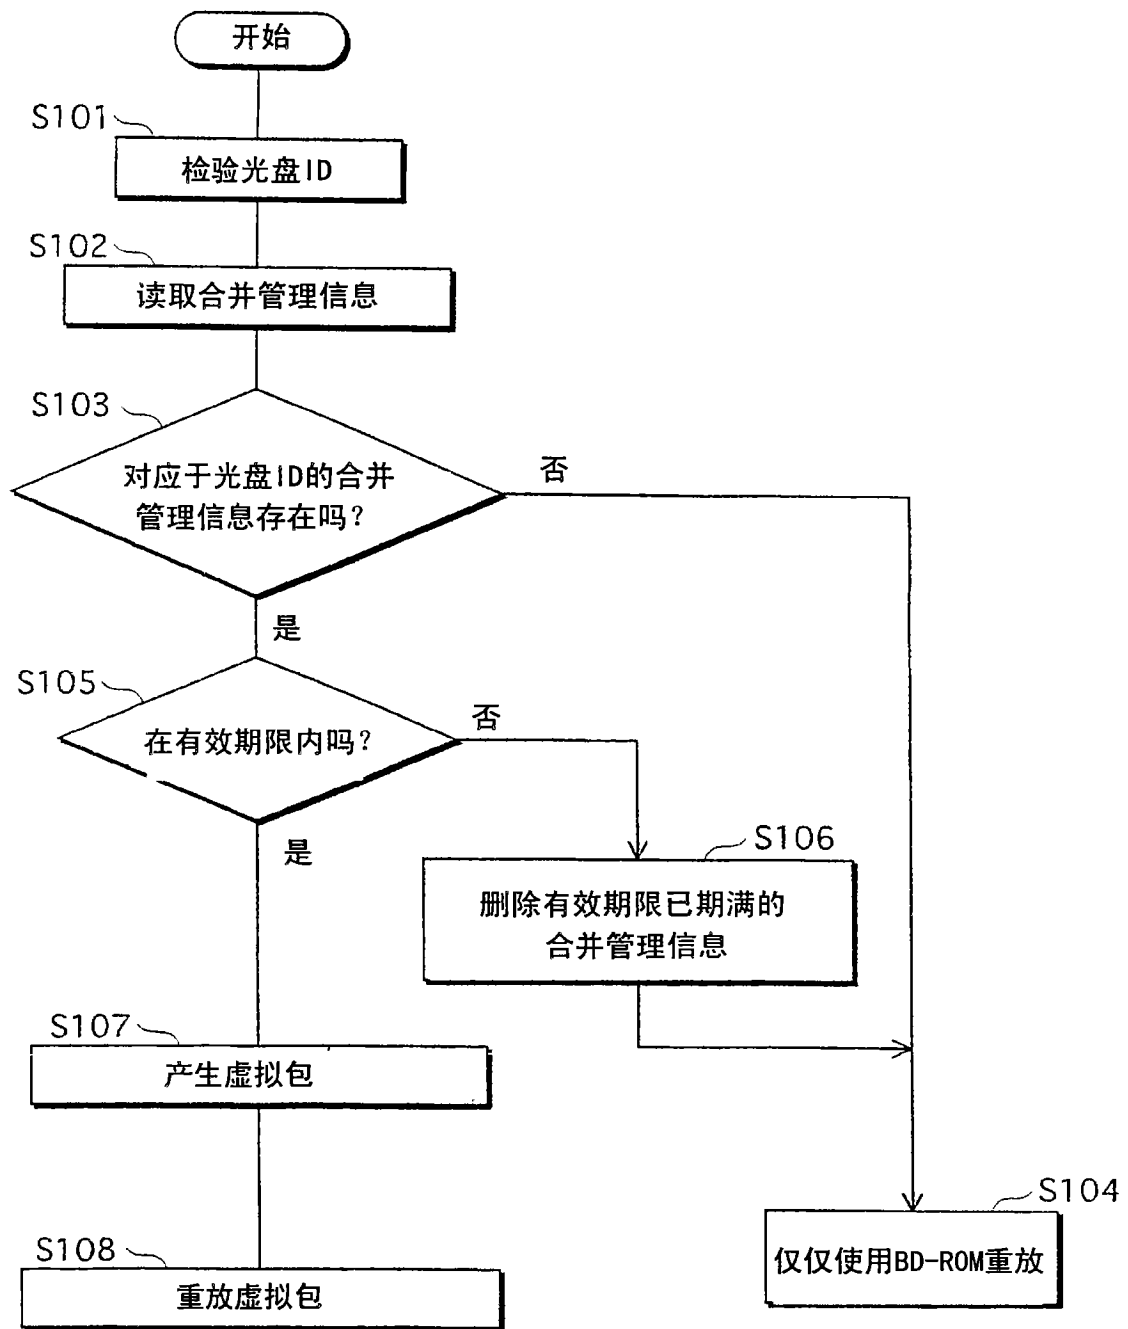 开始
S101
检验光盘ID
S102
读取合并管理信息
S103
对应于光盘ID的合并
管理信息存在吗？
否
是
S105
在有效期限内吗？
否
是
S106
删除有效期限已期满的
合并管理信息
S107
产生虚拟包
S104
仅仅使用BD-ROM重放
S108
重放虚拟包